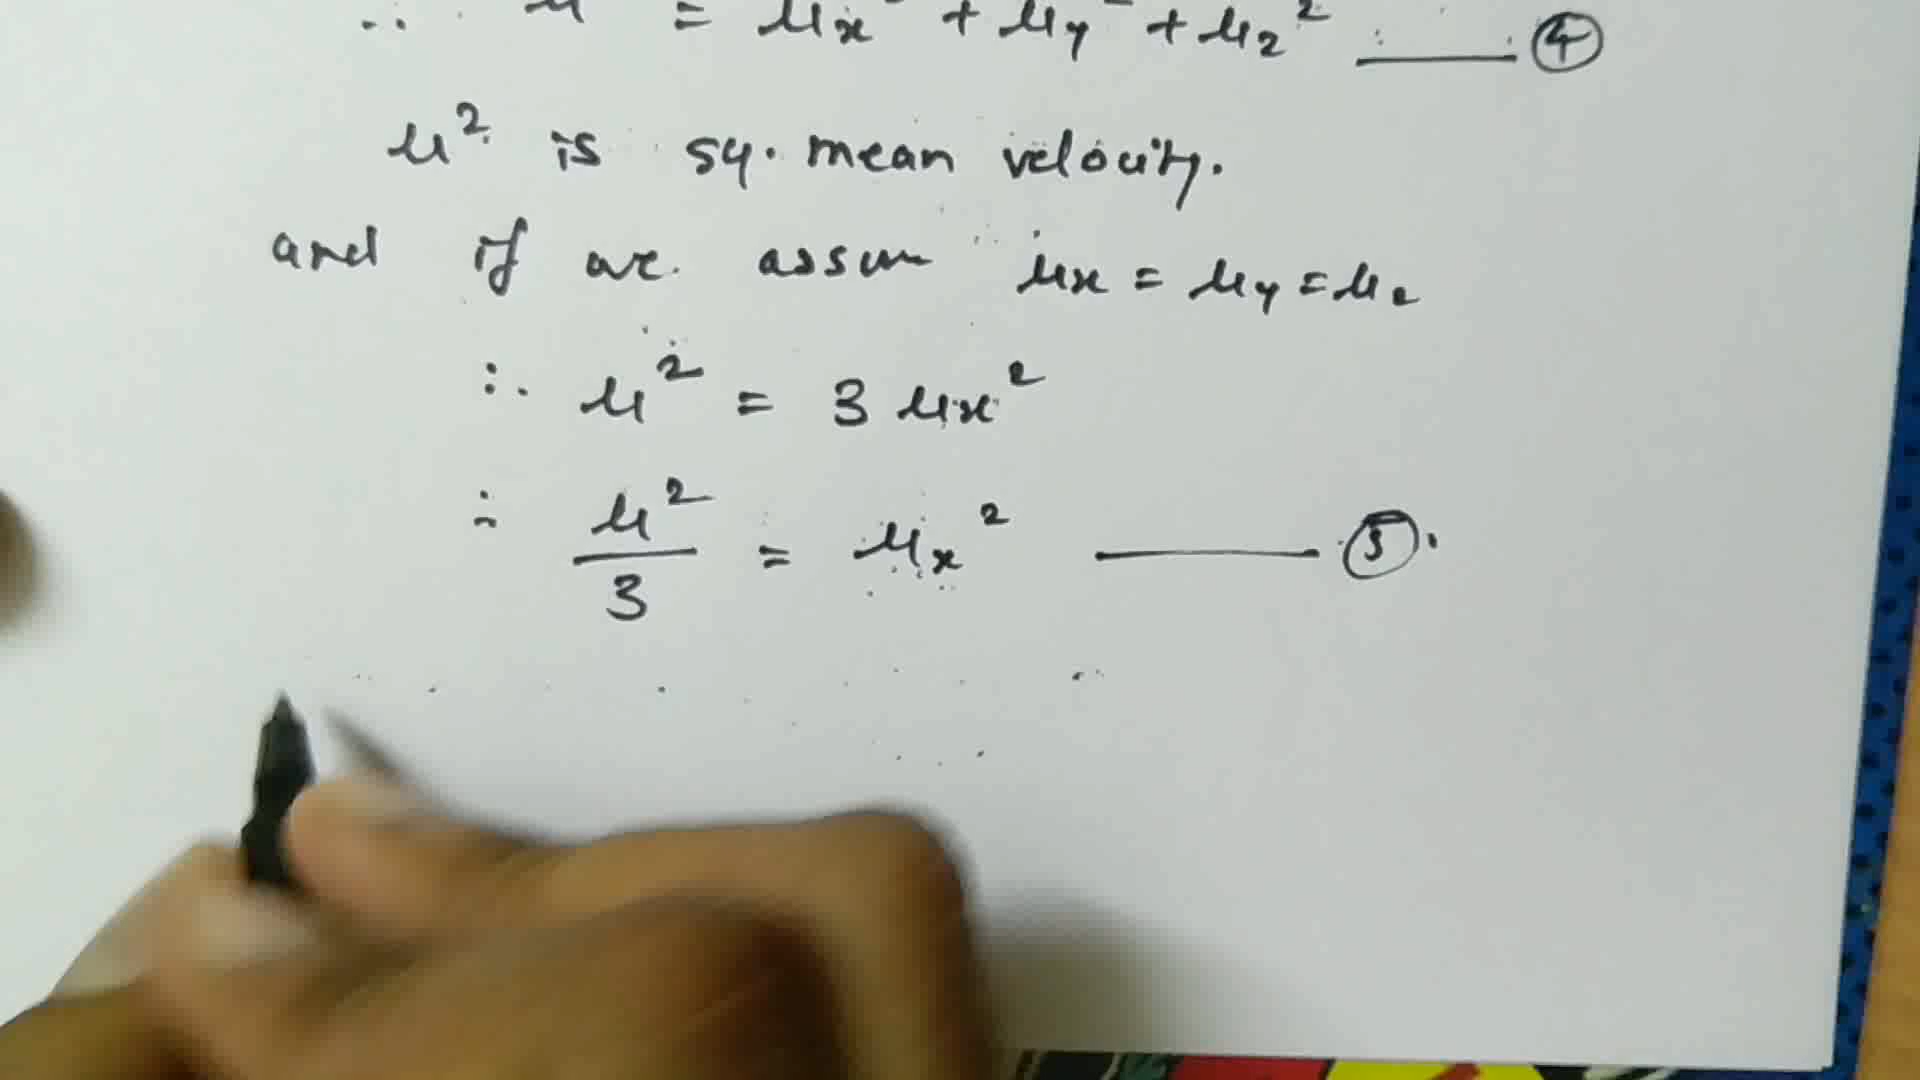 ∴ u² = ux² + uy² + uz² —— ④
u² is sq. mean velocity.
and if we assum ux = uy = uz
∴ u² = 3 ux²
∴ u²/3 = ux² —— ⑤.